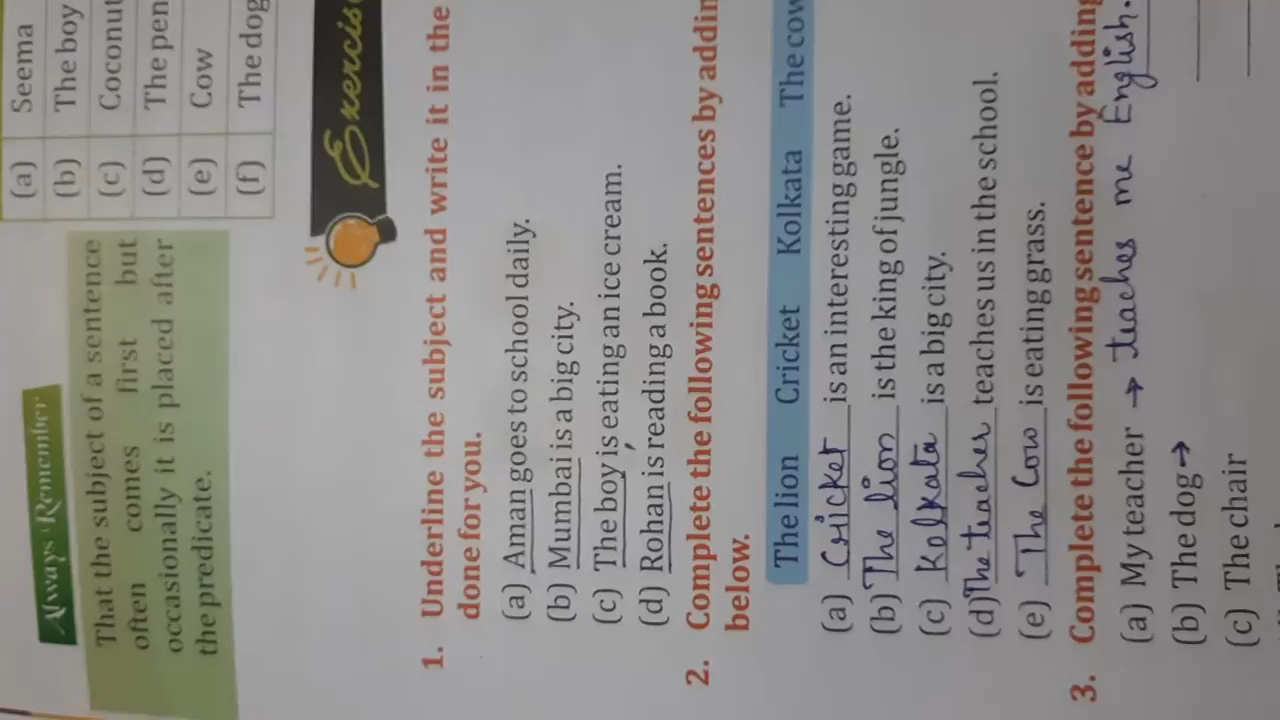 (a) Seema
(b) The boy
(c) Coconut
(d) The pen
(e) Cow
(f) The dog
Always Remember
That the subject of a sentence
often comes first but
occasionally it is placed after
the predicate.
Exercise
1. Underline the subject and write it in the
done for you.
(a) Aman goes to school daily.
(b) Mumbai is a big city.
(c) The boy is eating an ice cream.
(d) Rohan is reading a book.
2. Complete the following sentences by addin
below.
The lion Cricket Kolkata The cow
(a) Cricket is an interesting game.
(b) The lion is the king of jungle.
(c) Kolkata is a big city.
(d) The teacher teaches us in the school.
(e) The Cow is eating grass.
3. Complete the following sentence by adding
(a) My teacher → teaches me English.
(b) The dog →
(c) The chair